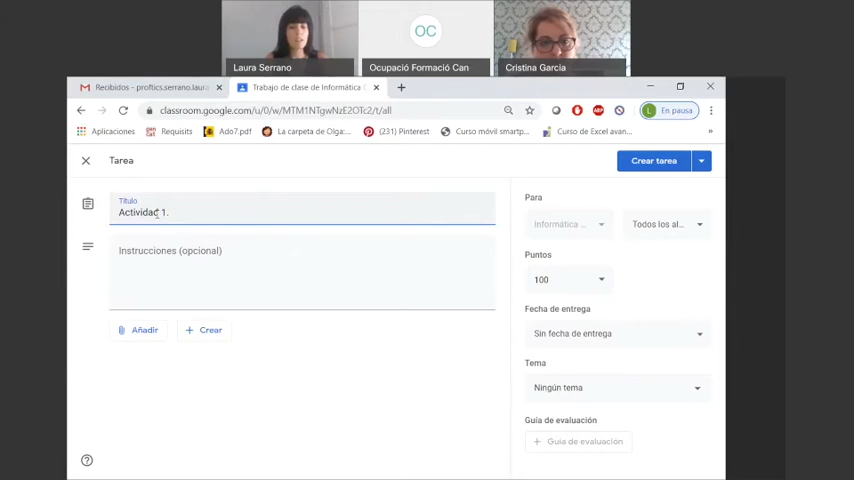 OC
Laura Serrano
Ocupació Formació Can
Cristina Garcia
Recibidos - proftics.serrano.laura
Trabajo de clase de Informática
classroom.google.com/u/0/w/MTM1NTgwNzE2OTc2/t/all
L En pausa
Aplicaciones
Requisits
Ado7.pdf
La carpeta de Olga:...
(231) Pinterest
Curso móvil smartp...
Curso de Excel avan...
Tarea
Crear tarea
Título
Actividad 1.
Instrucciones (opcional)
Añadir
Crear
Para
Informática ...
Todos los al...
Puntos
100
Fecha de entrega
Sin fecha de entrega
Tema
Ningún tema
Guía de evaluación
+ Guía de evaluación